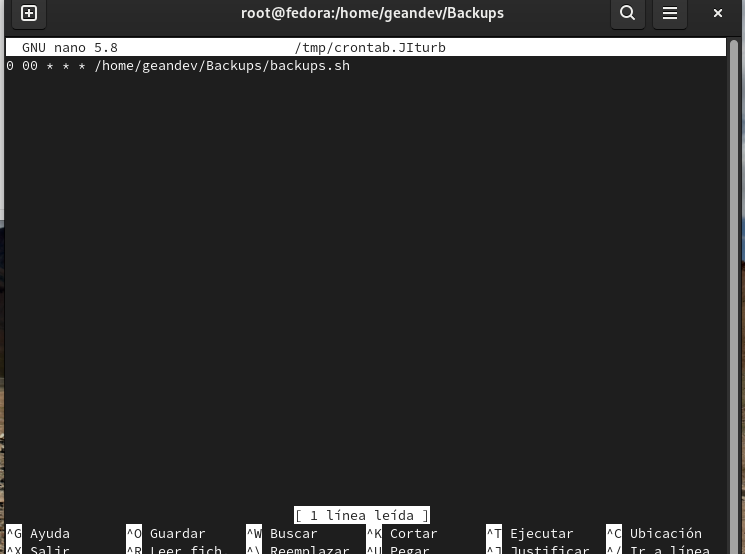 root@fedora:/home/geandev/Backups
GNU nano 5.8 /tmp/crontab.JIturb
0 00 * * * /home/geandev/Backups/backups.sh
[ 1 línea leída ]
^G Ayuda ^O Guardar ^W Buscar ^K Cortar ^T Ejecutar ^C Ubicación
^X Salir ^R Leer fich. ^\ Reemplazar ^U Pegar ^J Justificar ^/ Ir a línea